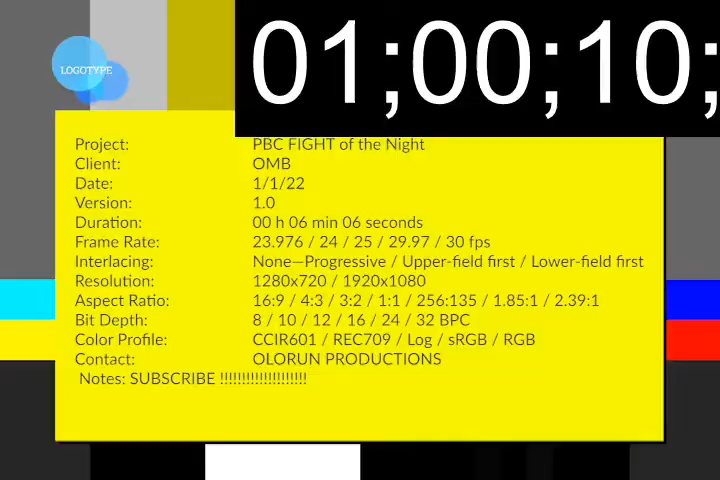 01;00;10;
LOGOTYPE
Project: PBC FIGHT of the Night
Client: OMB
Date: 1/1/22
Version: 1.0
Duration: 00 h 06 min 06 seconds
Frame Rate: 23.976 / 24 / 25 / 29.97 / 30 fps
Interlacing: None—Progressive / Upper-field first / Lower-field first
Resolution: 1280x720 / 1920x1080
Aspect Ratio: 16:9 / 4:3 / 3:2 / 1:1 / 256:135 / 1.85:1 / 2.39:1
Bit Depth: 8 / 10 / 12 / 16 / 24 / 32 BPC
Color Profile: CCIR601 / REC709 / Log / sRGB / RGB
Contact: OLORUN PRODUCTIONS
Notes: SUBSCRIBE !!!!!!!!!!!!!!!!!!!!